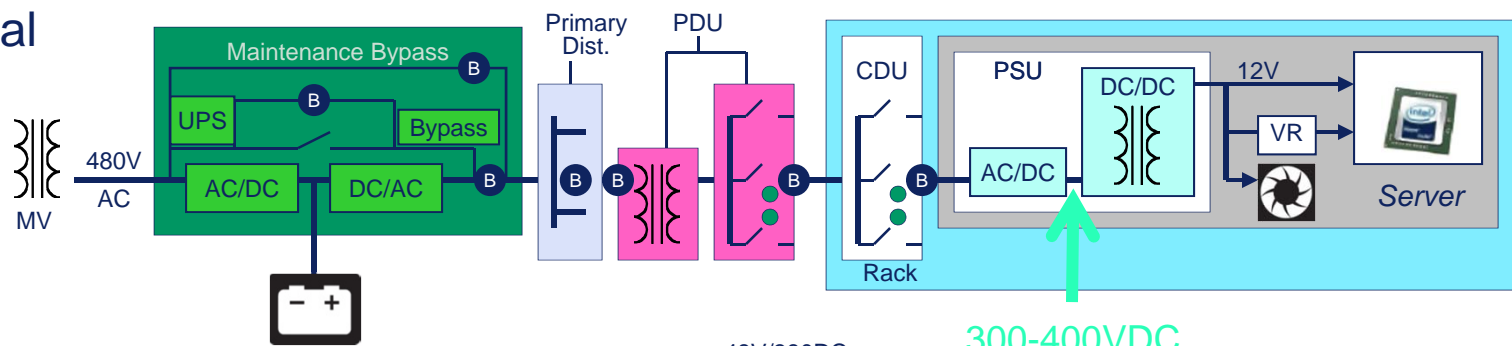 al
Primary
Dist.
PDU
Maintenance Bypass
B
CDU
PSU
12V
DC/DC
B
UPS
Bypass
VR
intel
480V
AC
MV
AC/DC
DC/AC
B
B
B
B
B
AC/DC
Server
Rack
− +
300-400VDC